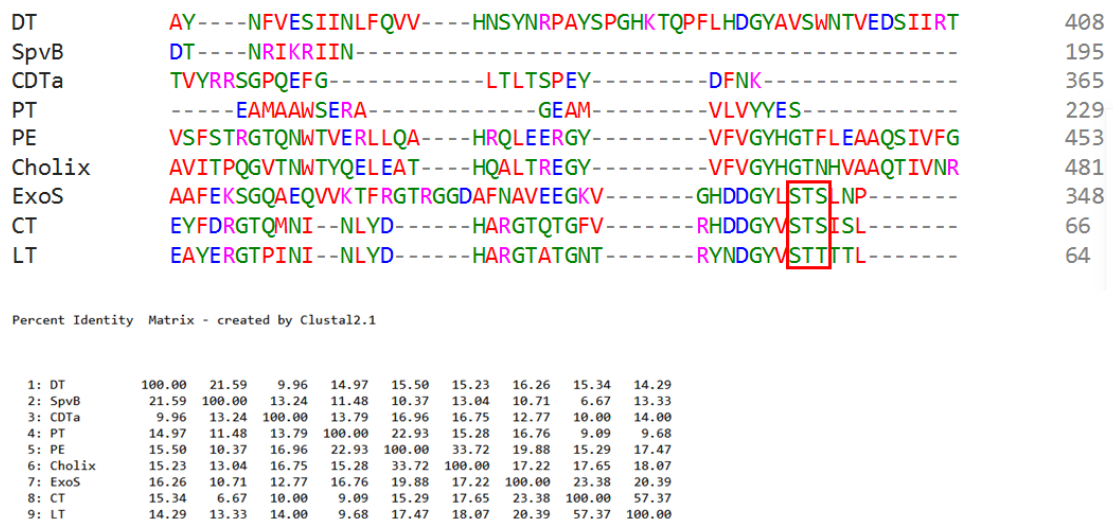 DT AY----NFVESIINLFQVV----HNSYNRPAYSPGHKTQPFLHDGYAVSWNTVEDSIIRT 408
SpvB DT----NRIKRIIN---------------------------------------------- 195
CDTa TVYRRSGPQEFG--------------LTLTSPEY----------DFNK------------ 365
PT -----EAMAAWSERA---------------GEAM----------VLVYYES--------- 229
PE VSFSTRGTQNWTVERLLQA----HRQLEERGY--------VFVGYHGTFLEAAQSIVFG 453
Cholix AVITPQGVTNWTYQELEAT----HQALTREGY--------VFVGYHGTNHVAAQTIVNR 481
ExoS AAFEKSGQAEQVVKTFRGTRGGDAFNAVEEGKV-------GHDDGYLSTSLNP------- 348
CT EYFDRGTQMNI--NLYD------HARGTQTGFV-------RHDDGYVSTSISL------- 66
LT EAYERGTPINI--NLYD------HARGTATGNT-------RYNDGYVSTTTTL------- 64
Percent Identity Matrix - created by Clustal2.1
1: DT 100.00 21.59 9.96 14.97 15.50 15.23 16.26 15.34 14.29
2: SpvB 21.59 100.00 13.24 11.48 10.37 13.04 10.71 6.67 13.33
3: CDTa 9.96 13.24 100.00 13.79 16.96 16.75 12.77 10.00 14.00
4: PT 14.97 11.48 13.79 100.00 22.93 15.28 16.76 9.09 9.68
5: PE 15.50 10.37 16.96 22.93 100.00 33.72 19.88 15.29 17.47
6: Cholix 15.23 13.04 16.75 15.28 33.72 100.00 17.22 17.65 18.07
7: ExoS 16.26 10.71 12.77 16.76 19.88 17.22 100.00 23.38 20.39
8: CT 15.34 6.67 10.00 9.09 15.29 17.65 23.38 100.00 57.37
9: LT 14.29 13.33 14.00 9.68 17.47 18.07 20.39 57.37 100.00